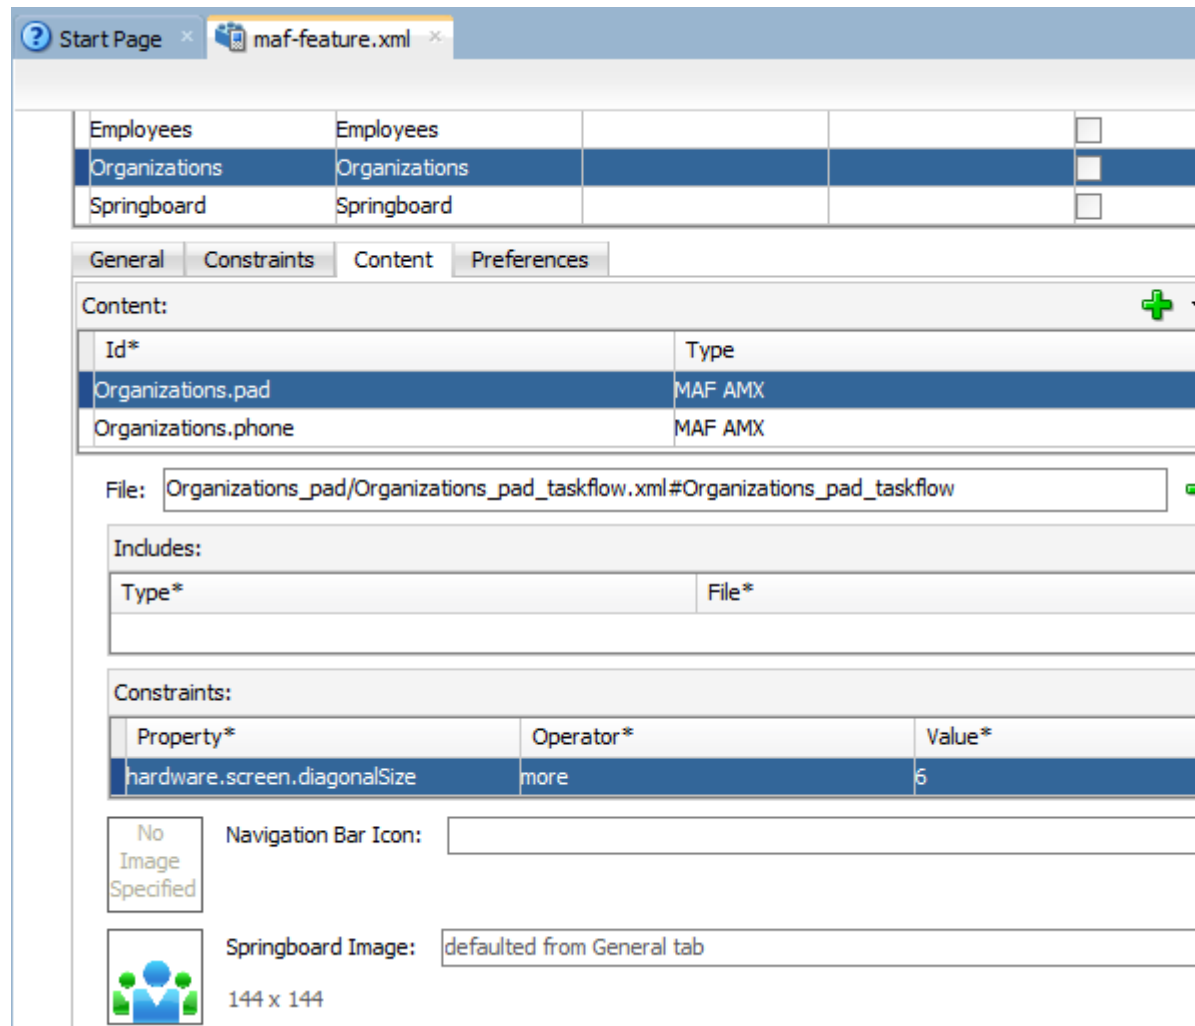 Start Page maf-feature.xml
Employees Employees
Organizations Organizations
Springboard Springboard
General Constraints Content Preferences
Content:
Id* Type
Organizations.pad MAF AMX
Organizations.phone MAF AMX
File: Organizations_pad/Organizations_pad_taskflow.xml#Organizations_pad_taskflow
Includes:
Type* File*
Constraints:
Property* Operator* Value*
hardware.screen.diagonalSize more 6
No
Image
Specified
Navigation Bar Icon:
Springboard Image: defaulted from General tab
144 x 144